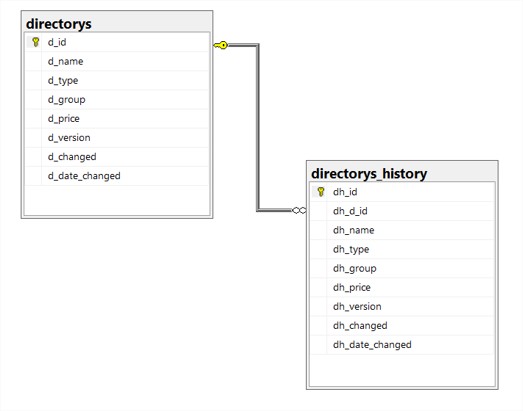 directorys
d_id
d_name
d_type
d_group
d_price
d_version
d_changed
d_date_changed
directorys_history
dh_id
dh_d_id
dh_name
dh_type
dh_group
dh_price
dh_version
dh_changed
dh_date_changed